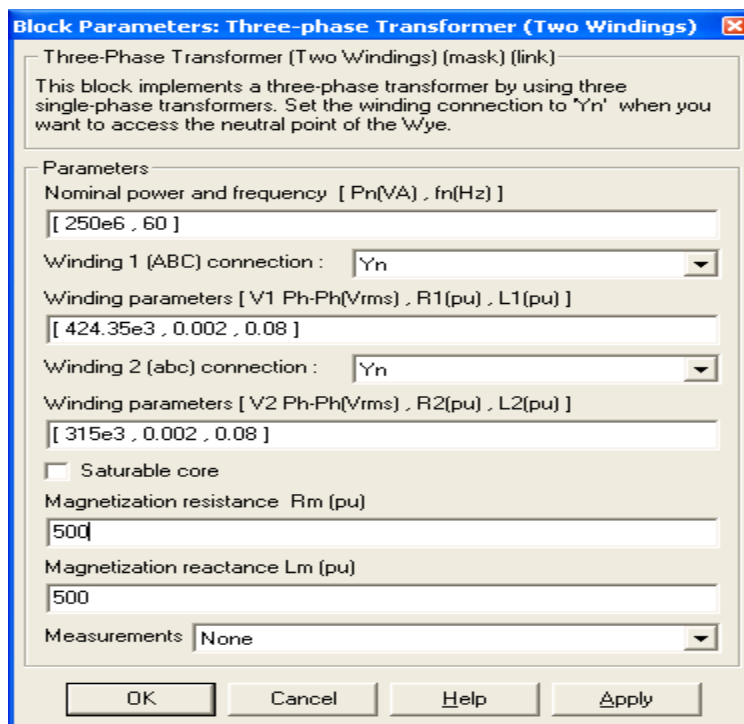 Block Parameters: Three-phase Transformer (Two Windings)
Three-Phase Transformer (Two Windings) (mask) (link)
This block implements a three-phase transformer by using three
single-phase transformers. Set the winding connection to 'Yn' when you
want to access the neutral point of the Wye.
Parameters
Nominal power and frequency [ Pn(VA) , fn(Hz) ]
[ 250e6 , 60 ]
Winding 1 (ABC) connection : Yn
Winding parameters [ V1 Ph-Ph(Vrms) , R1(pu) , L1(pu) ]
[ 424.35e3 , 0.002 , 0.08 ]
Winding 2 (abc) connection : Yn
Winding parameters [ V2 Ph-Ph(Vrms) , R2(pu) , L2(pu) ]
[ 315e3 , 0.002 , 0.08 ]
Saturable core
Magnetization resistance Rm (pu)
500
Magnetization reactance Lm (pu)
500
Measurements None
OK Cancel Help Apply